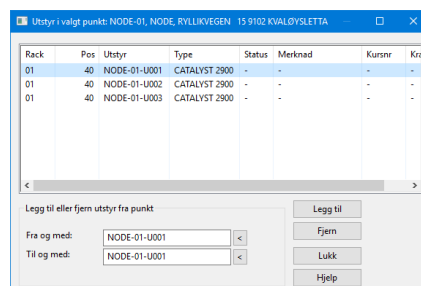 Utstyr i valgt punkt: NODE-01, NODE, RYLLIKVEGEN 15 9102 KVALØYSLETTA
Rack Pos Utstyr Type Status Merknad Kursnr
01 40 NODE-01-U001 CATALYST 2900 - - - -
01 40 NODE-01-U002 CATALYST 2900 - - - -
01 40 NODE-01-U003 CATALYST 2900 - - - -
Legg til eller fjern utstyr fra punkt
Legg til
Fra og med: NODE-01-U001 <
Fjern
Til og med: NODE-01-U001 <
Lukk
Hjelp